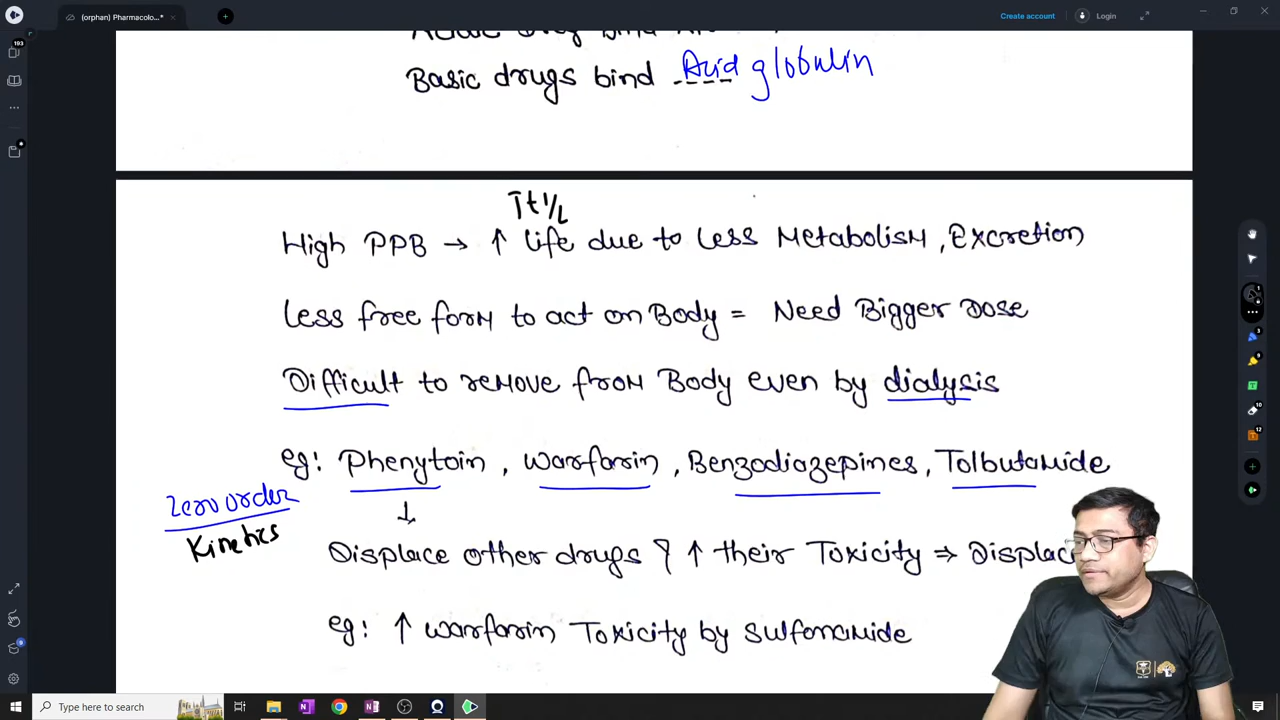 (orphan) Pharmacolo...*
Create account
Login
193
Basic drugs bind ---- Acid globulin
Tt1/2
High PPB → ↑ life due to Less Metabolism, Excretion
Less free form to act on Body = Need Bigger Dose
Difficult to remove from Body even by dialysis
eg: Phenytoin, Warfarin, Benzodiazepines, Tolbutamide
Zero order
Kinetics
↓
Displace other drugs & ↑ their Toxicity ⇒ Displace
eg: ↑ Warfarin Toxicity by Sulfonamide
Type here to search